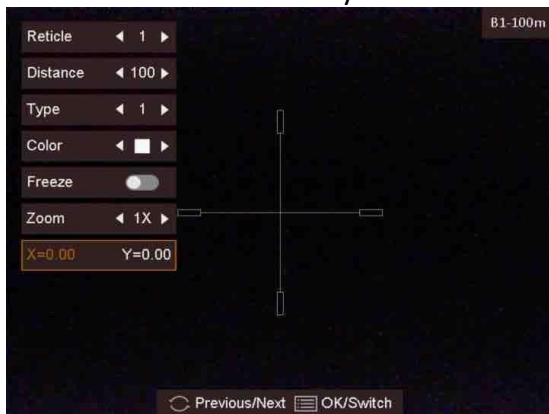 B1-100m
Reticle 1
Distance 100
Type 1
Color
Freeze
Zoom 1X
X=0.00 Y=0.00
Previous/Next OK/Switch